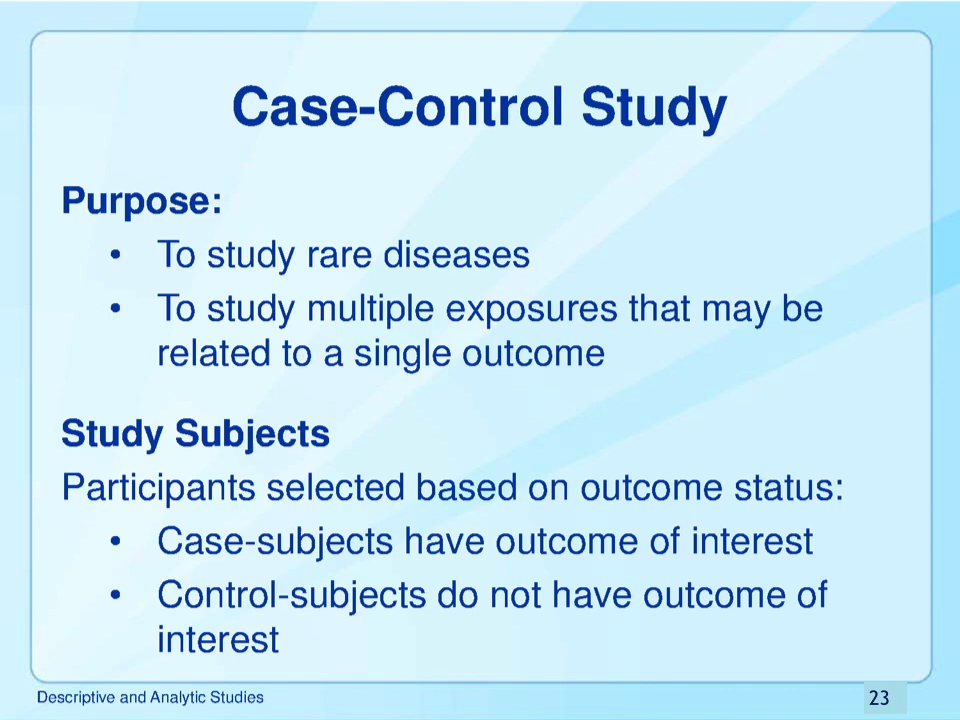 Case-Control Study
Purpose:
• To study rare diseases
• To study multiple exposures that may be
related to a single outcome
Study Subjects
Participants selected based on outcome status:
• Case-subjects have outcome of interest
• Control-subjects do not have outcome of
interest
Descriptive and Analytic Studies
23